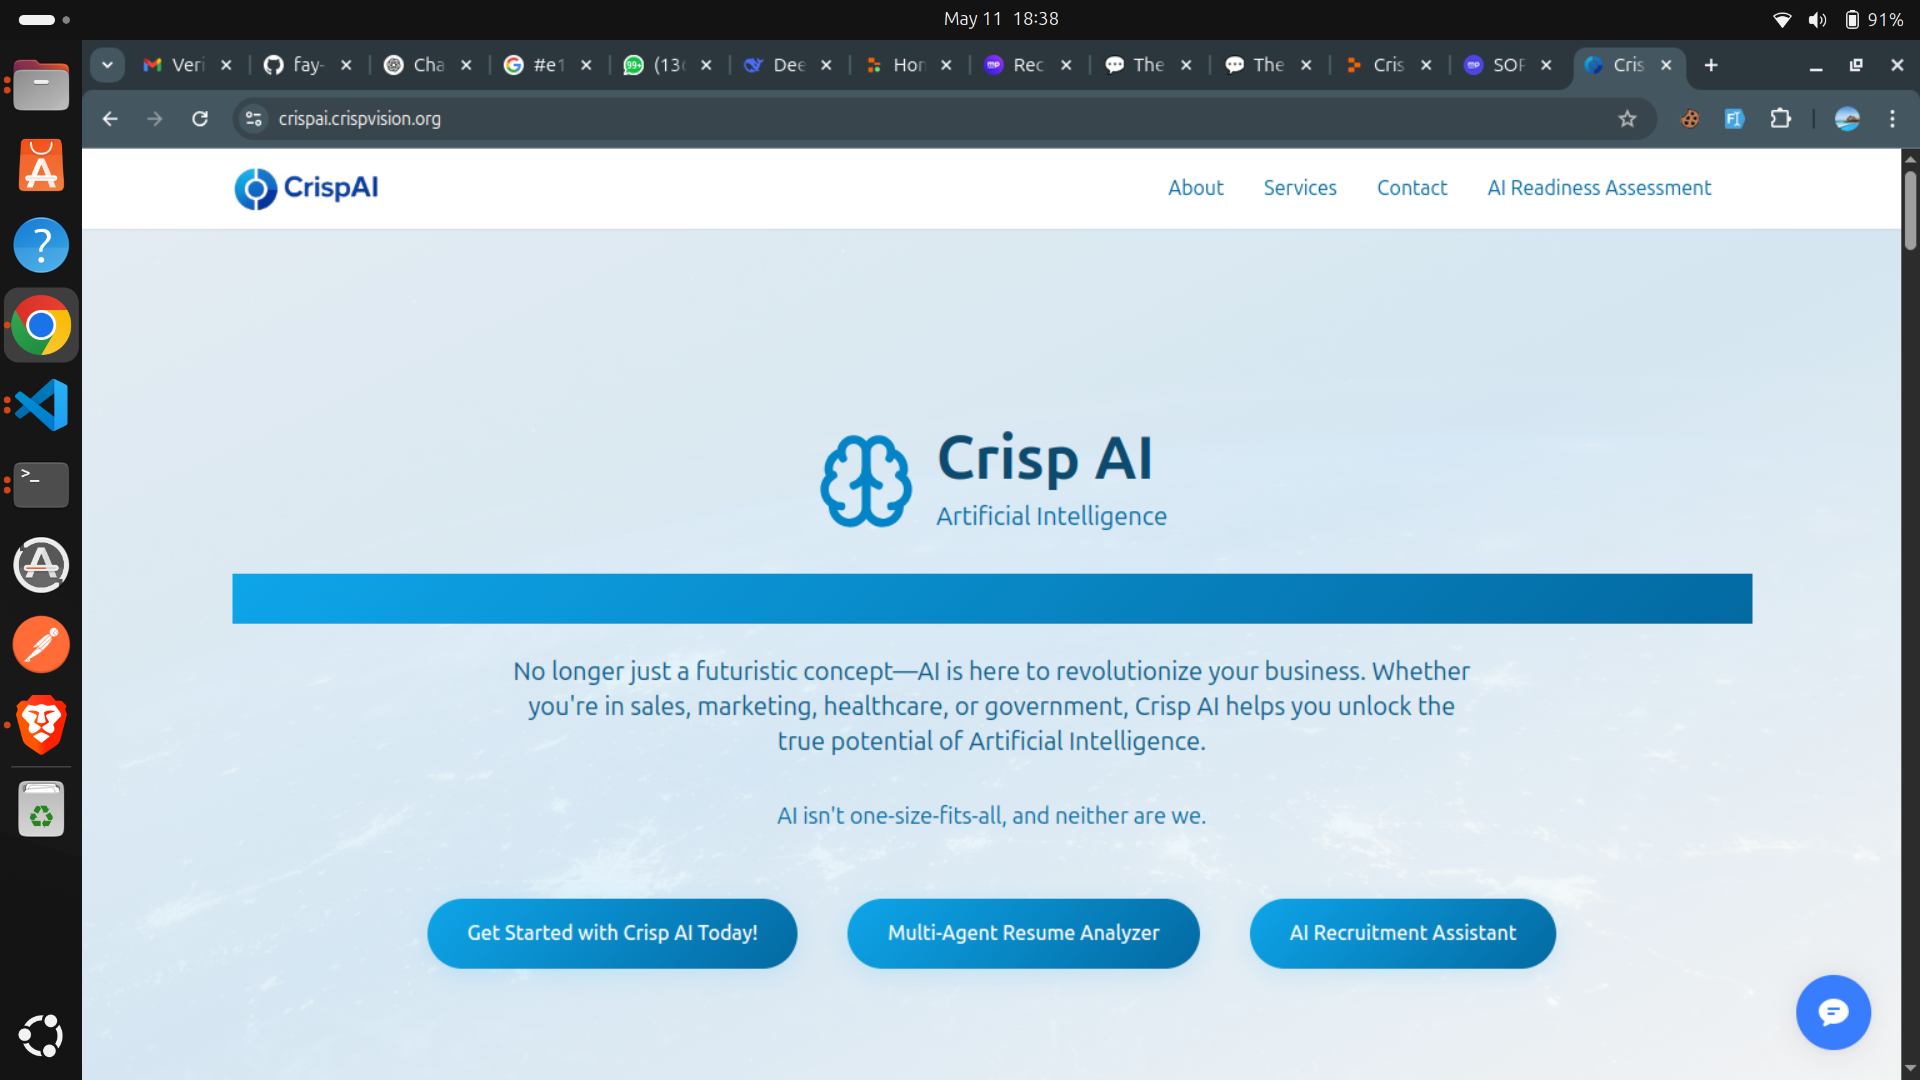 May 11 18:38
91%
Veri
fay-
Cha
#e1
(13
Dee
Hon
Rec
The
The
Cris
SOF
Cris
crispai.crispvision.org
CrispAI
About
Services
Contact
AI Readiness Assessment
Crisp AI
Artificial Intelligence
No longer just a futuristic concept—AI is here to revolutionize your business. Whether
you're in sales, marketing, healthcare, or government, Crisp AI helps you unlock the
true potential of Artificial Intelligence.
AI isn't one-size-fits-all, and neither are we.
Get Started with Crisp AI Today!
Multi-Agent Resume Analyzer
AI Recruitment Assistant